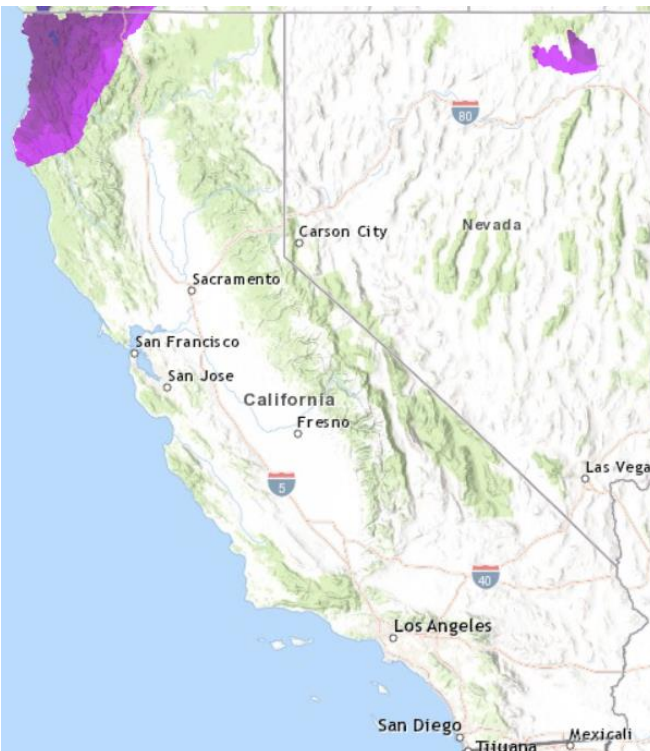 80
Nevada
Carson City
Sacramento
San Francisco
San Jose
California
Fresno
Las Vega
5
40
Los Angeles
San Diego
Mexicali
Tijuana